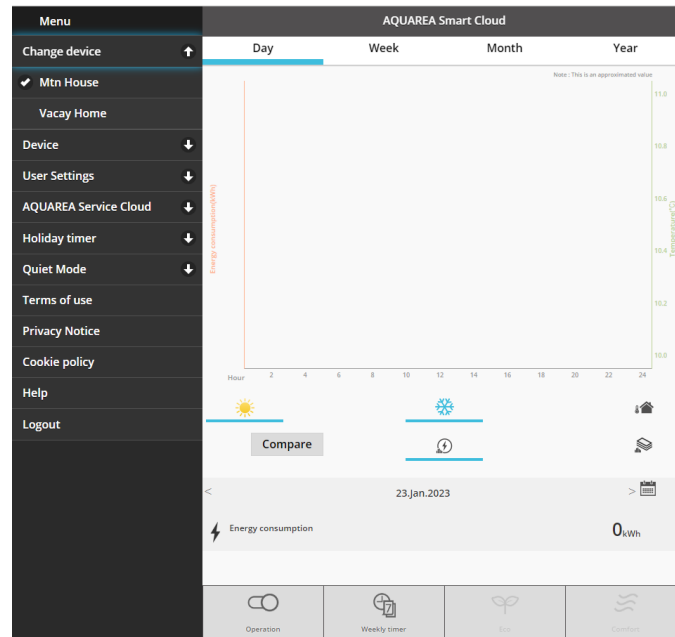 Menu
AQUAREA Smart Cloud
Change device
Mtn House
Vacay Home
Device
User Settings
AQUAREA Service Cloud
Holiday timer
Quiet Mode
Terms of use
Privacy Notice
Cookie policy
Help
Logout
Day Week Month Year
Note : This is an approximated value
Energy consumption(kWh)
11.0
10.8
10.6
10.4
10.2
10.0
Temperature(°C)
Hour 2 4 6 8 10 12 14 16 18 20 22 24
Compare
< 23.Jan.2023 >
Energy consumption 0kWh
7
Operation Weekly timer Eco Comfort